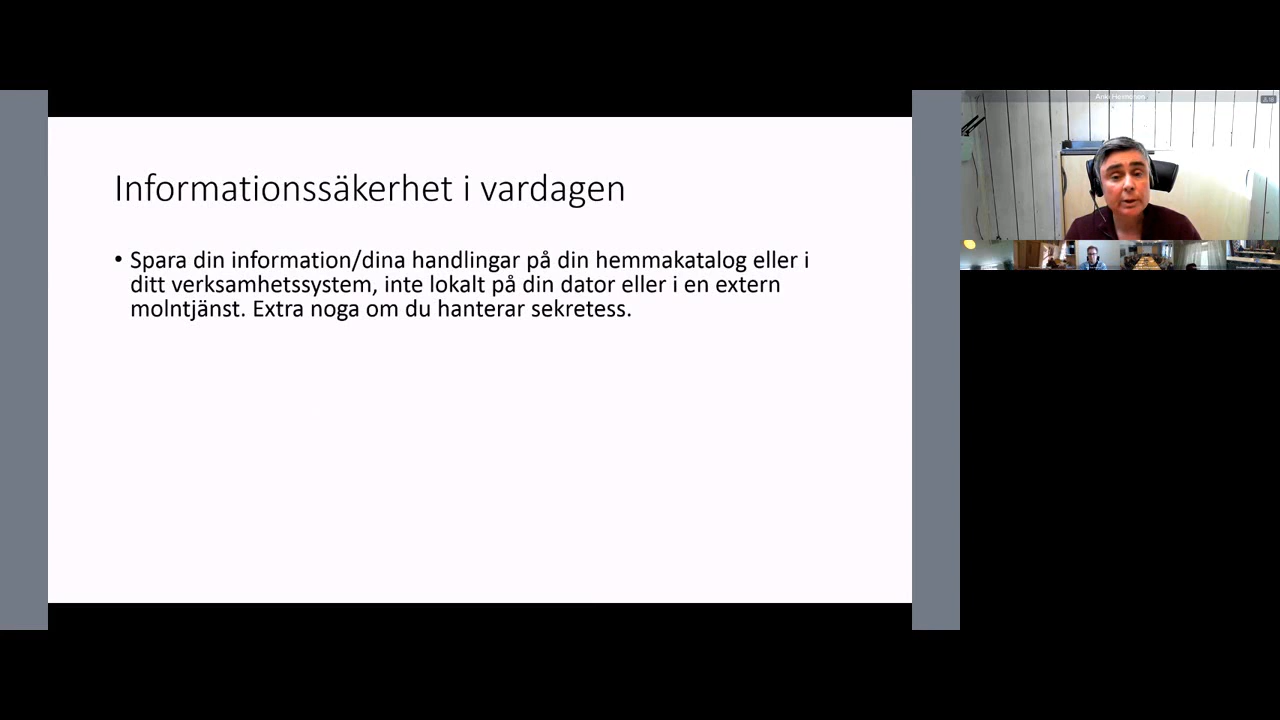 Informationssäkerhet i vardagen
• Spara din information/dina handlingar på din hemmakatalog eller i
ditt verksamhetssystem, inte lokalt på din dator eller i en extern
molntjänst. Extra noga om du hanterar sekretess.